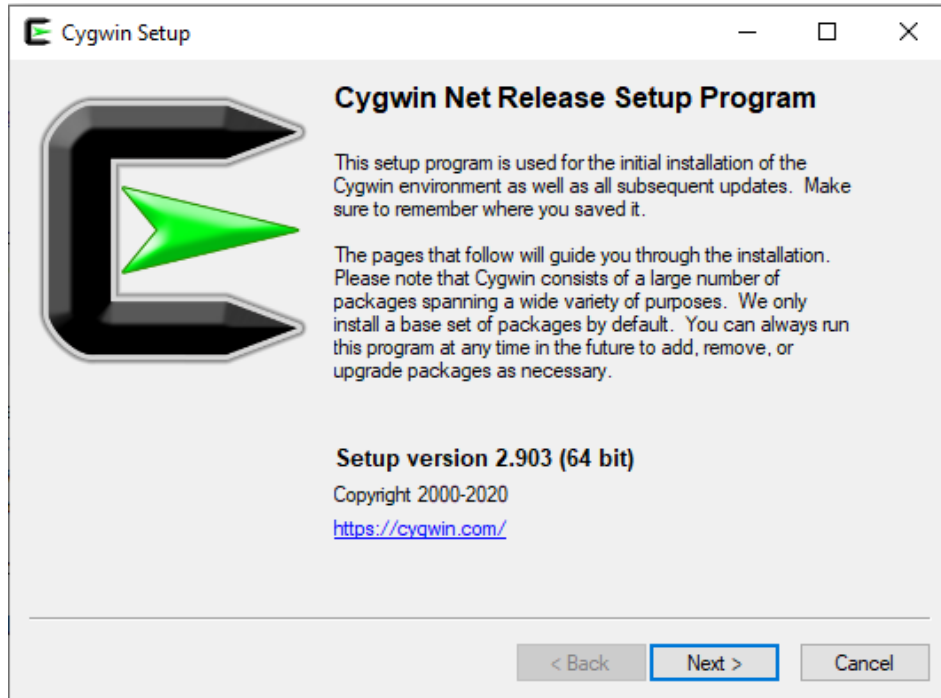 Cygwin Setup
Cygwin Net Release Setup Program
This setup program is used for the initial installation of the
Cygwin environment as well as all subsequent updates.  Make
sure to remember where you saved it.
The pages that follow will guide you through the installation.
Please note that Cygwin consists of a large number of
packages spanning a wide variety of purposes.  We only
install a base set of packages by default.  You can always run
this program at any time in the future to add, remove, or
upgrade packages as necessary.
Setup version 2.903 (64 bit)
Copyright 2000-2020
https://cygwin.com/
< Back
Next >
Cancel